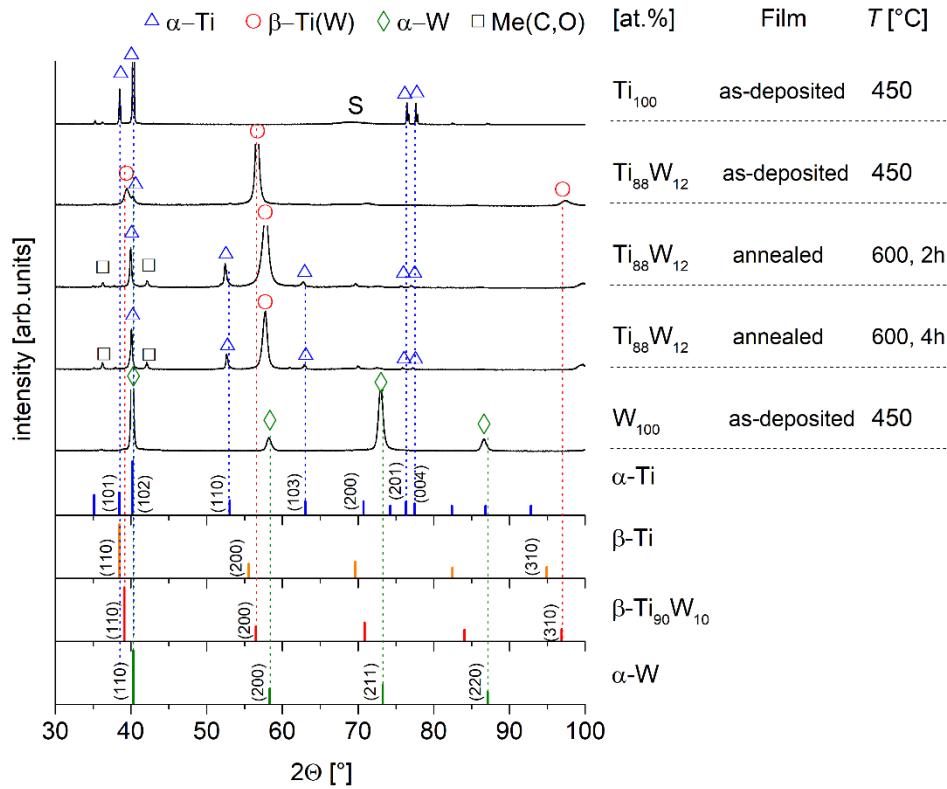 α–Ti β–Ti(W) α–W Me(C,O) [at.%] Film T [°C]
S
Ti100 as-deposited 450
Ti88W12 as-deposited 450
Ti88W12 annealed 600, 2h
Ti88W12 annealed 600, 4h
W100 as-deposited 450
intensity [arb.units]
(101) (102) (110) (103) (200) (201) (004) α-Ti
(110) (200) (310) β-Ti
(110) (200) (310) β-Ti90W10
(110) (200) (211) (220) α-W
30 40 50 60 70 80 90 100
2Θ [°]